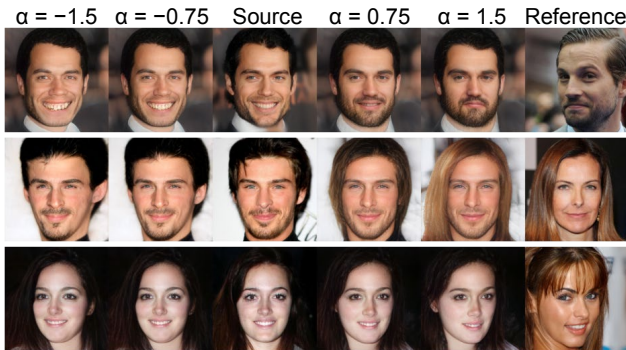 α = −1.5 α = −0.75 Source α = 0.75 α = 1.5 Reference